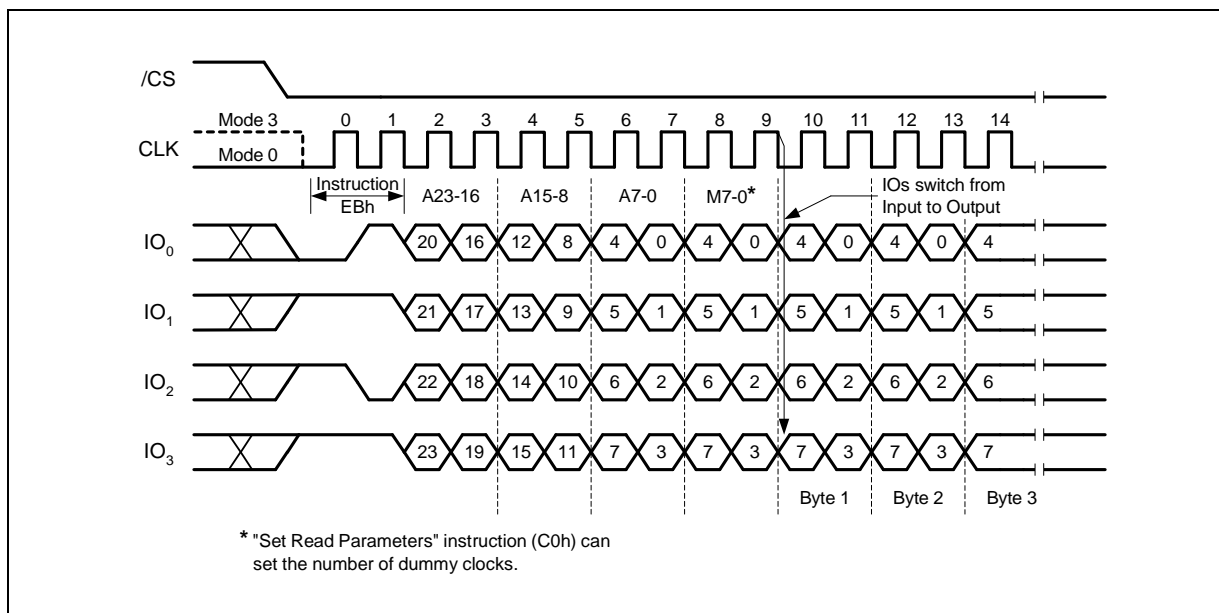 /CS
Mode 3 0 1 2 3 4 5 6 7 8 9 10 11 12 13 14
CLK
Mode 0
Instruction
EBh
A23-16 A15-8 A7-0 M7-0*
IOs switch from
Input to Output
IO0 20 16 12 8 4 0 4 0 4 0 4 0 4
IO1 21 17 13 9 5 1 5 1 5 1 5 1 5
IO2 22 18 14 10 6 2 6 2 6 2 6 2 6
IO3 23 19 15 11 7 3 7 3 7 3 7 3 7
Byte 1 Byte 2 Byte 3
* "Set Read Parameters" instruction (C0h) can
set the number of dummy clocks.